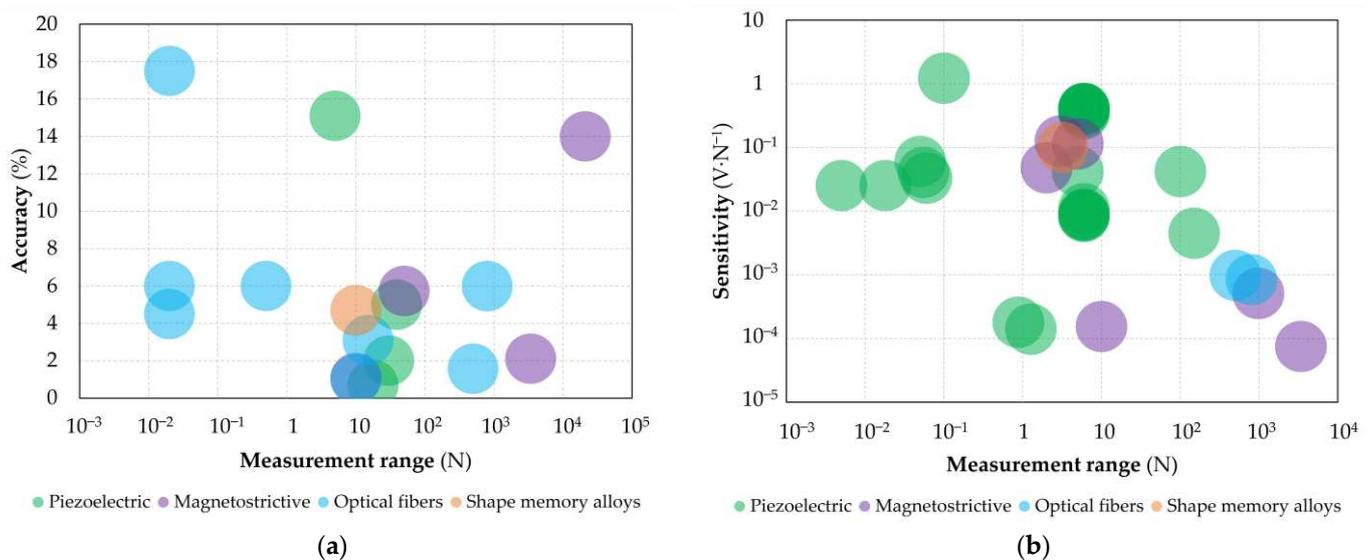 20
18
16
14
12
10
8
6
4
2
0
Accuracy (%)
10⁻³ 10⁻² 10⁻¹ 1 10 10² 10³ 10⁴ 10⁵
Measurement range (N)
Piezoelectric Magnetostrictive Optical fibers Shape memory alloys
(a)
10
1
10⁻¹
10⁻²
10⁻³
10⁻⁴
10⁻⁵
Sensitivity (V·N⁻¹)
10⁻³ 10⁻² 10⁻¹ 1 10 10² 10³ 10⁴
Measurement range (N)
Piezoelectric Magnetostrictive Optical fibers Shape memory alloys
(b)